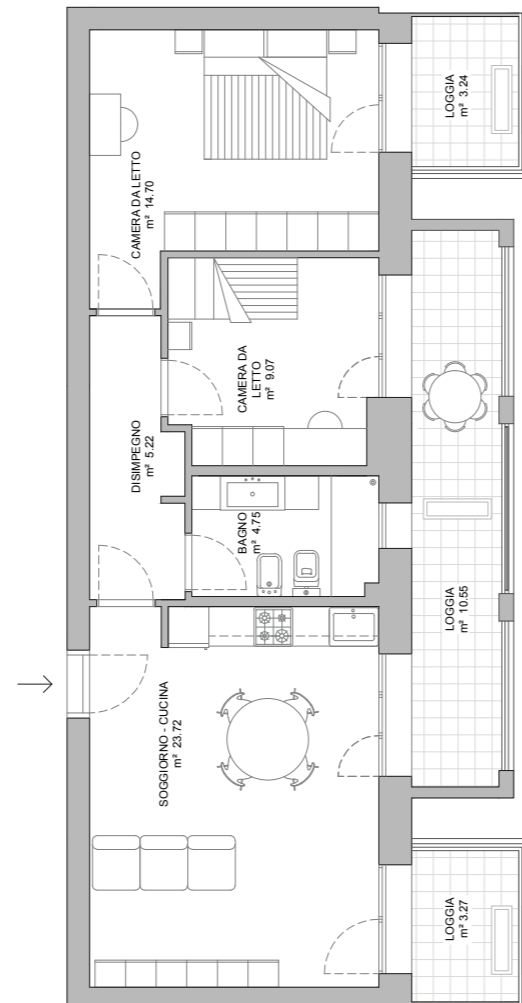 LOGGIA
m² 3.24
CAMERA DA LETTO
m² 14.70
CAMERA DA
LETTO
m² 9.07
DISIMPEGNO
m² 5.22
BAGNO
m² 4.75
LOGGIA
m² 10.55
SOGGIORNO - CUCINA
m² 23.72
LOGGIA
m² 3.27